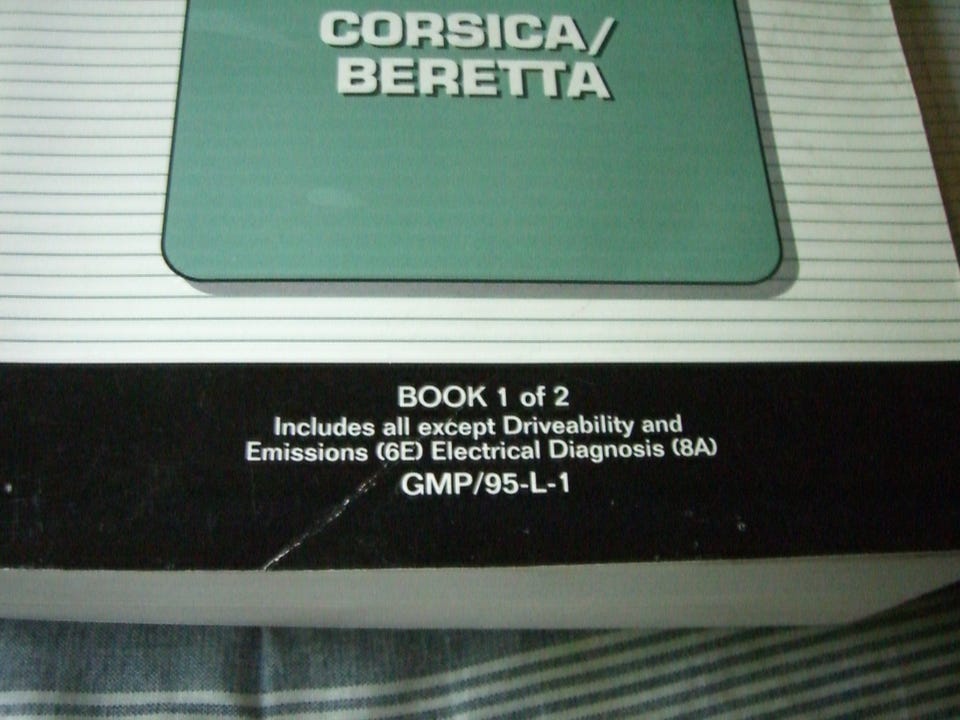 CORSICA/
BERETTA
BOOK 1 of 2
Includes all except Driveability and
Emissions (6E) Electrical Diagnosis (8A)
GMP/95-L-1